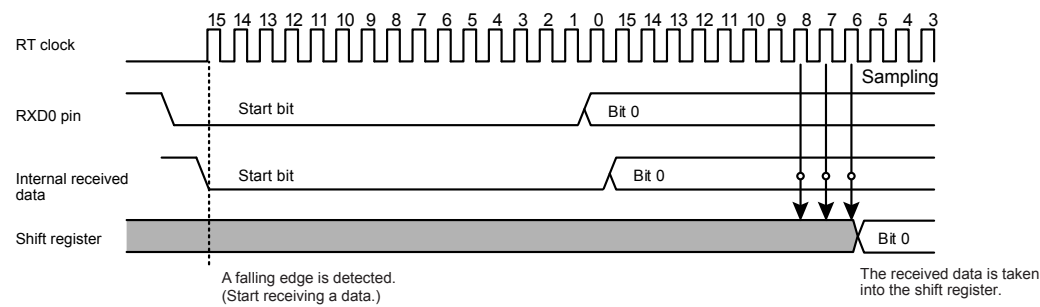 15 14 13 12 11 10 9 8 7 6 5 4 3 2 1 0 15 14 13 12 11 10 9 8 7 6 5 4 3
RT clock
Sampling
RXD0 pin
Start bit
Bit 0
Internal received
data
Start bit
Bit 0
Shift register
Bit 0
A falling edge is detected.
(Start receiving a data.)
The received data is taken
into the shift register.